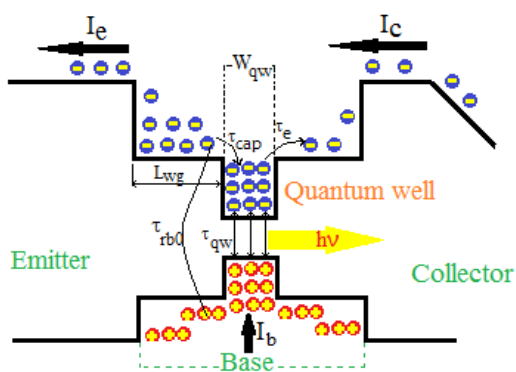 Ie Ic
Wqw
τcap τe
Lwg
Quantum well
τrb0 τqw hν
Emitter
Collector
Ib
Base